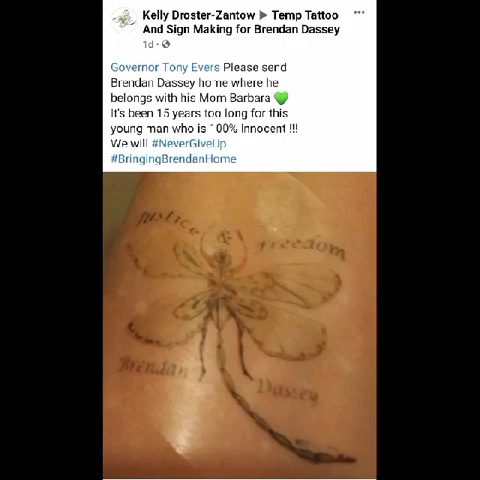 Kelly Droster-Zantow ▶ Temp Tattoo
And Sign Making for Brendan Dassey
1d ·
Governor Tony Evers Please send
Brendan Dassey home where he
belongs with his Mom Barbara 💚
It's been 15 years too long for this
young man who is 100% Innocent !!!
We will #NeverGiveUp
#BringingBrendanHome
Justice & Freedom
Brendan Dassey